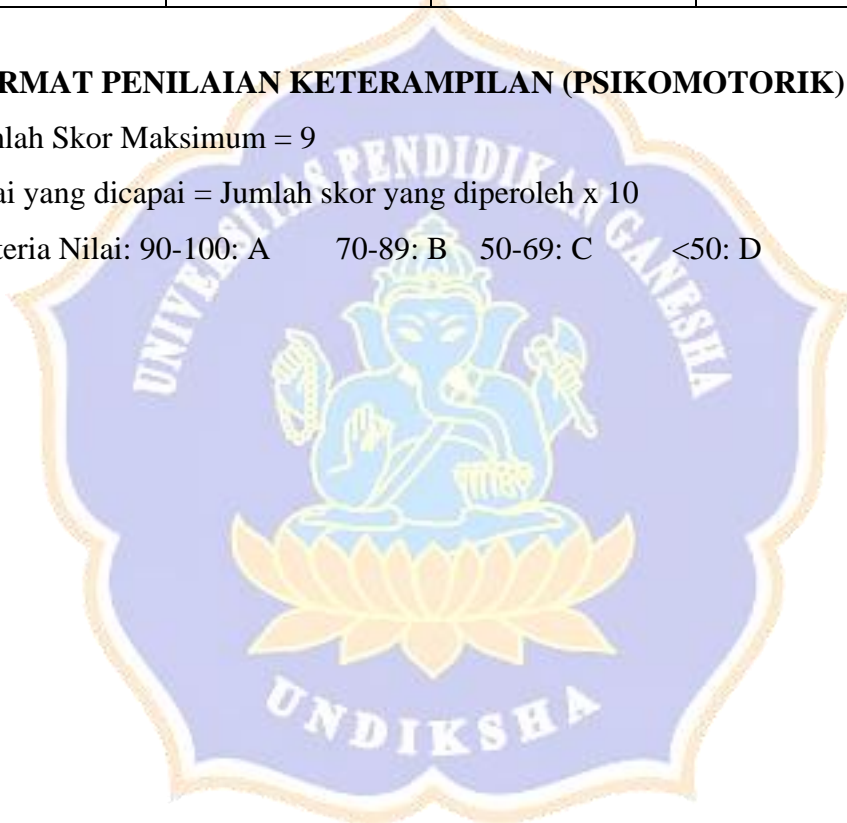 RMAT PENILAIAN KETERAMPILAN (PSIKOMOTORIK)
nlah Skor Maksimum = 9
ai yang dicapai = Jumlah skor yang diperoleh x 10
teria Nilai: 90-100: A 70-89: B 50-69: C <50: D
UNIVERSITAS PENDIDIKAN GANESHA
UNDIKSHA